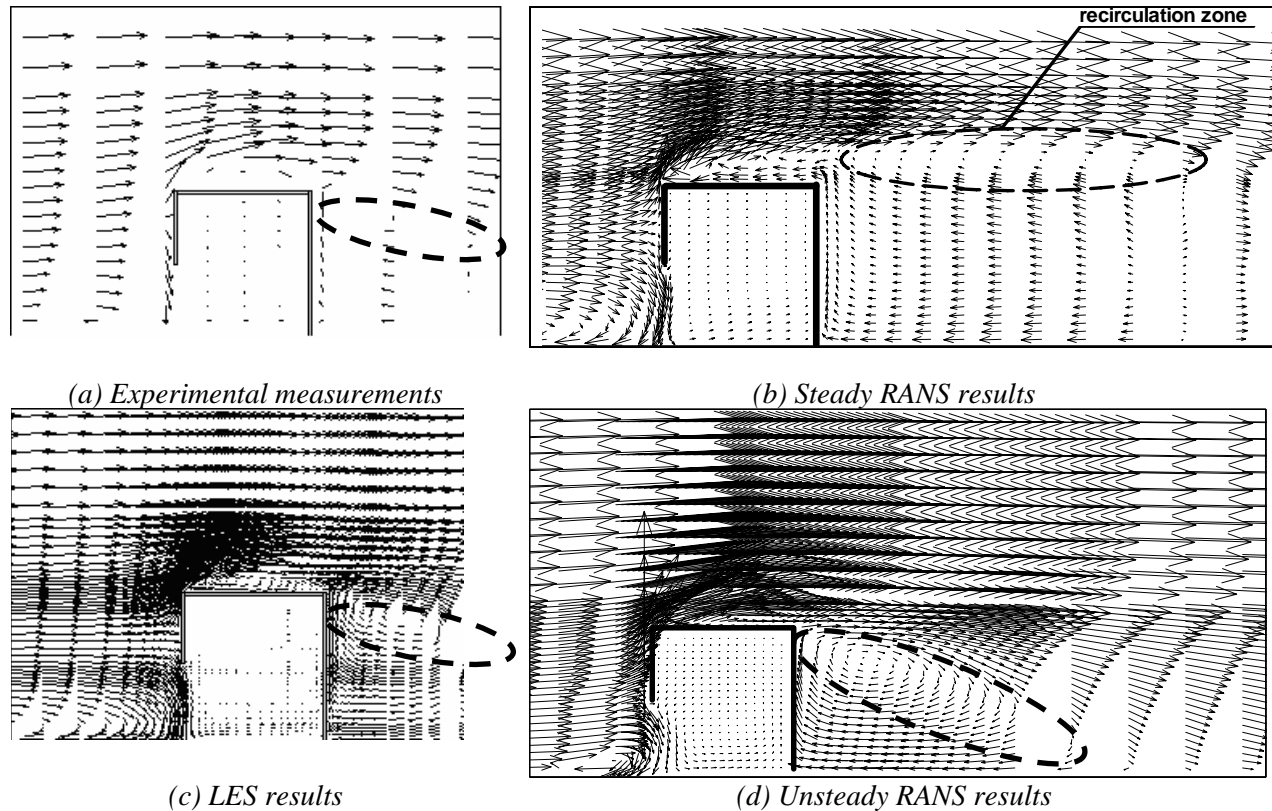 recirculation zone
(a) Experimental measurements
(b) Steady RANS results
(c) LES results
(d) Unsteady RANS results